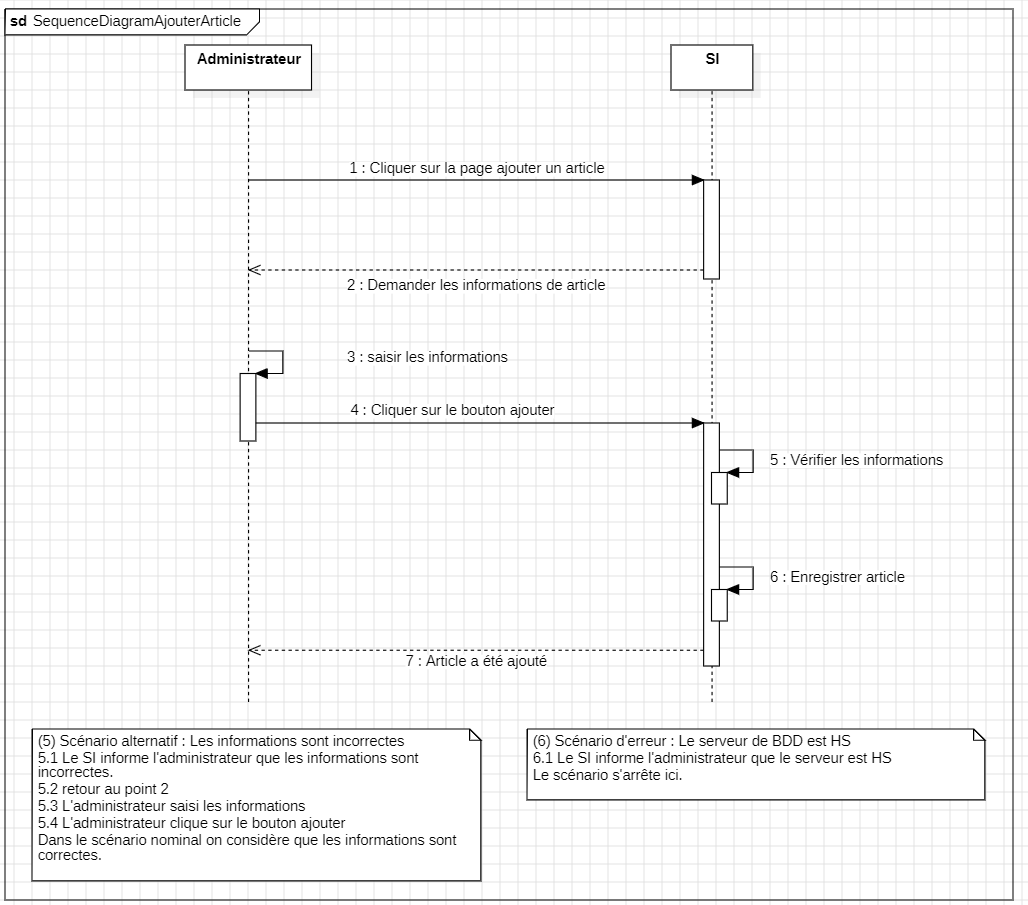 sd SequenceDiagramAjouterArticle
Administrateur
SI
1 : Cliquer sur la page ajouter un article
2 : Demander les informations de article
3 : saisir les informations
4 : Cliquer sur le bouton ajouter
5 : Vérifier les informations
6 : Enregistrer article
7 : Article a été ajouté
(5) Scénario alternatif : Les informations sont incorrectes
5.1 Le SI informe l'administrateur que les informations sont
incorrectes.
5.2 retour au point 2
5.3 L'administrateur saisi les informations
5.4 L'administrateur clique sur le bouton ajouter
Dans le scénario nominal on considère que les informations sont
correctes.
(6) Scénario d'erreur : Le serveur de BDD est HS
6.1 Le SI informe l'administrateur que le serveur est HS
Le scénario s'arrête ici.